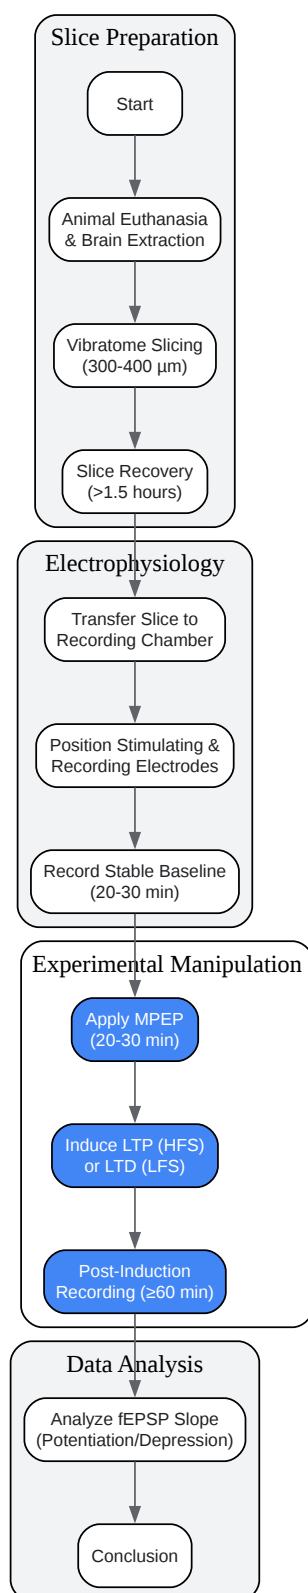 Slice Preparation
Start
Animal Euthanasia
& Brain Extraction
Vibratome Slicing
(300-400 µm)
Slice Recovery
(>1.5 hours)
Electrophysiology
Transfer Slice to
Recording Chamber
Position Stimulating &
Recording Electrodes
Record Stable Baseline
(20-30 min)
Experimental Manipulation
Apply MPEP
(20-30 min)
Induce LTP (HFS)
or LTD (LFS)
Post-Induction
Recording (≥60 min)
Data Analysis
Analyze fEPSP Slope
(Potentiation/Depression)
Conclusion